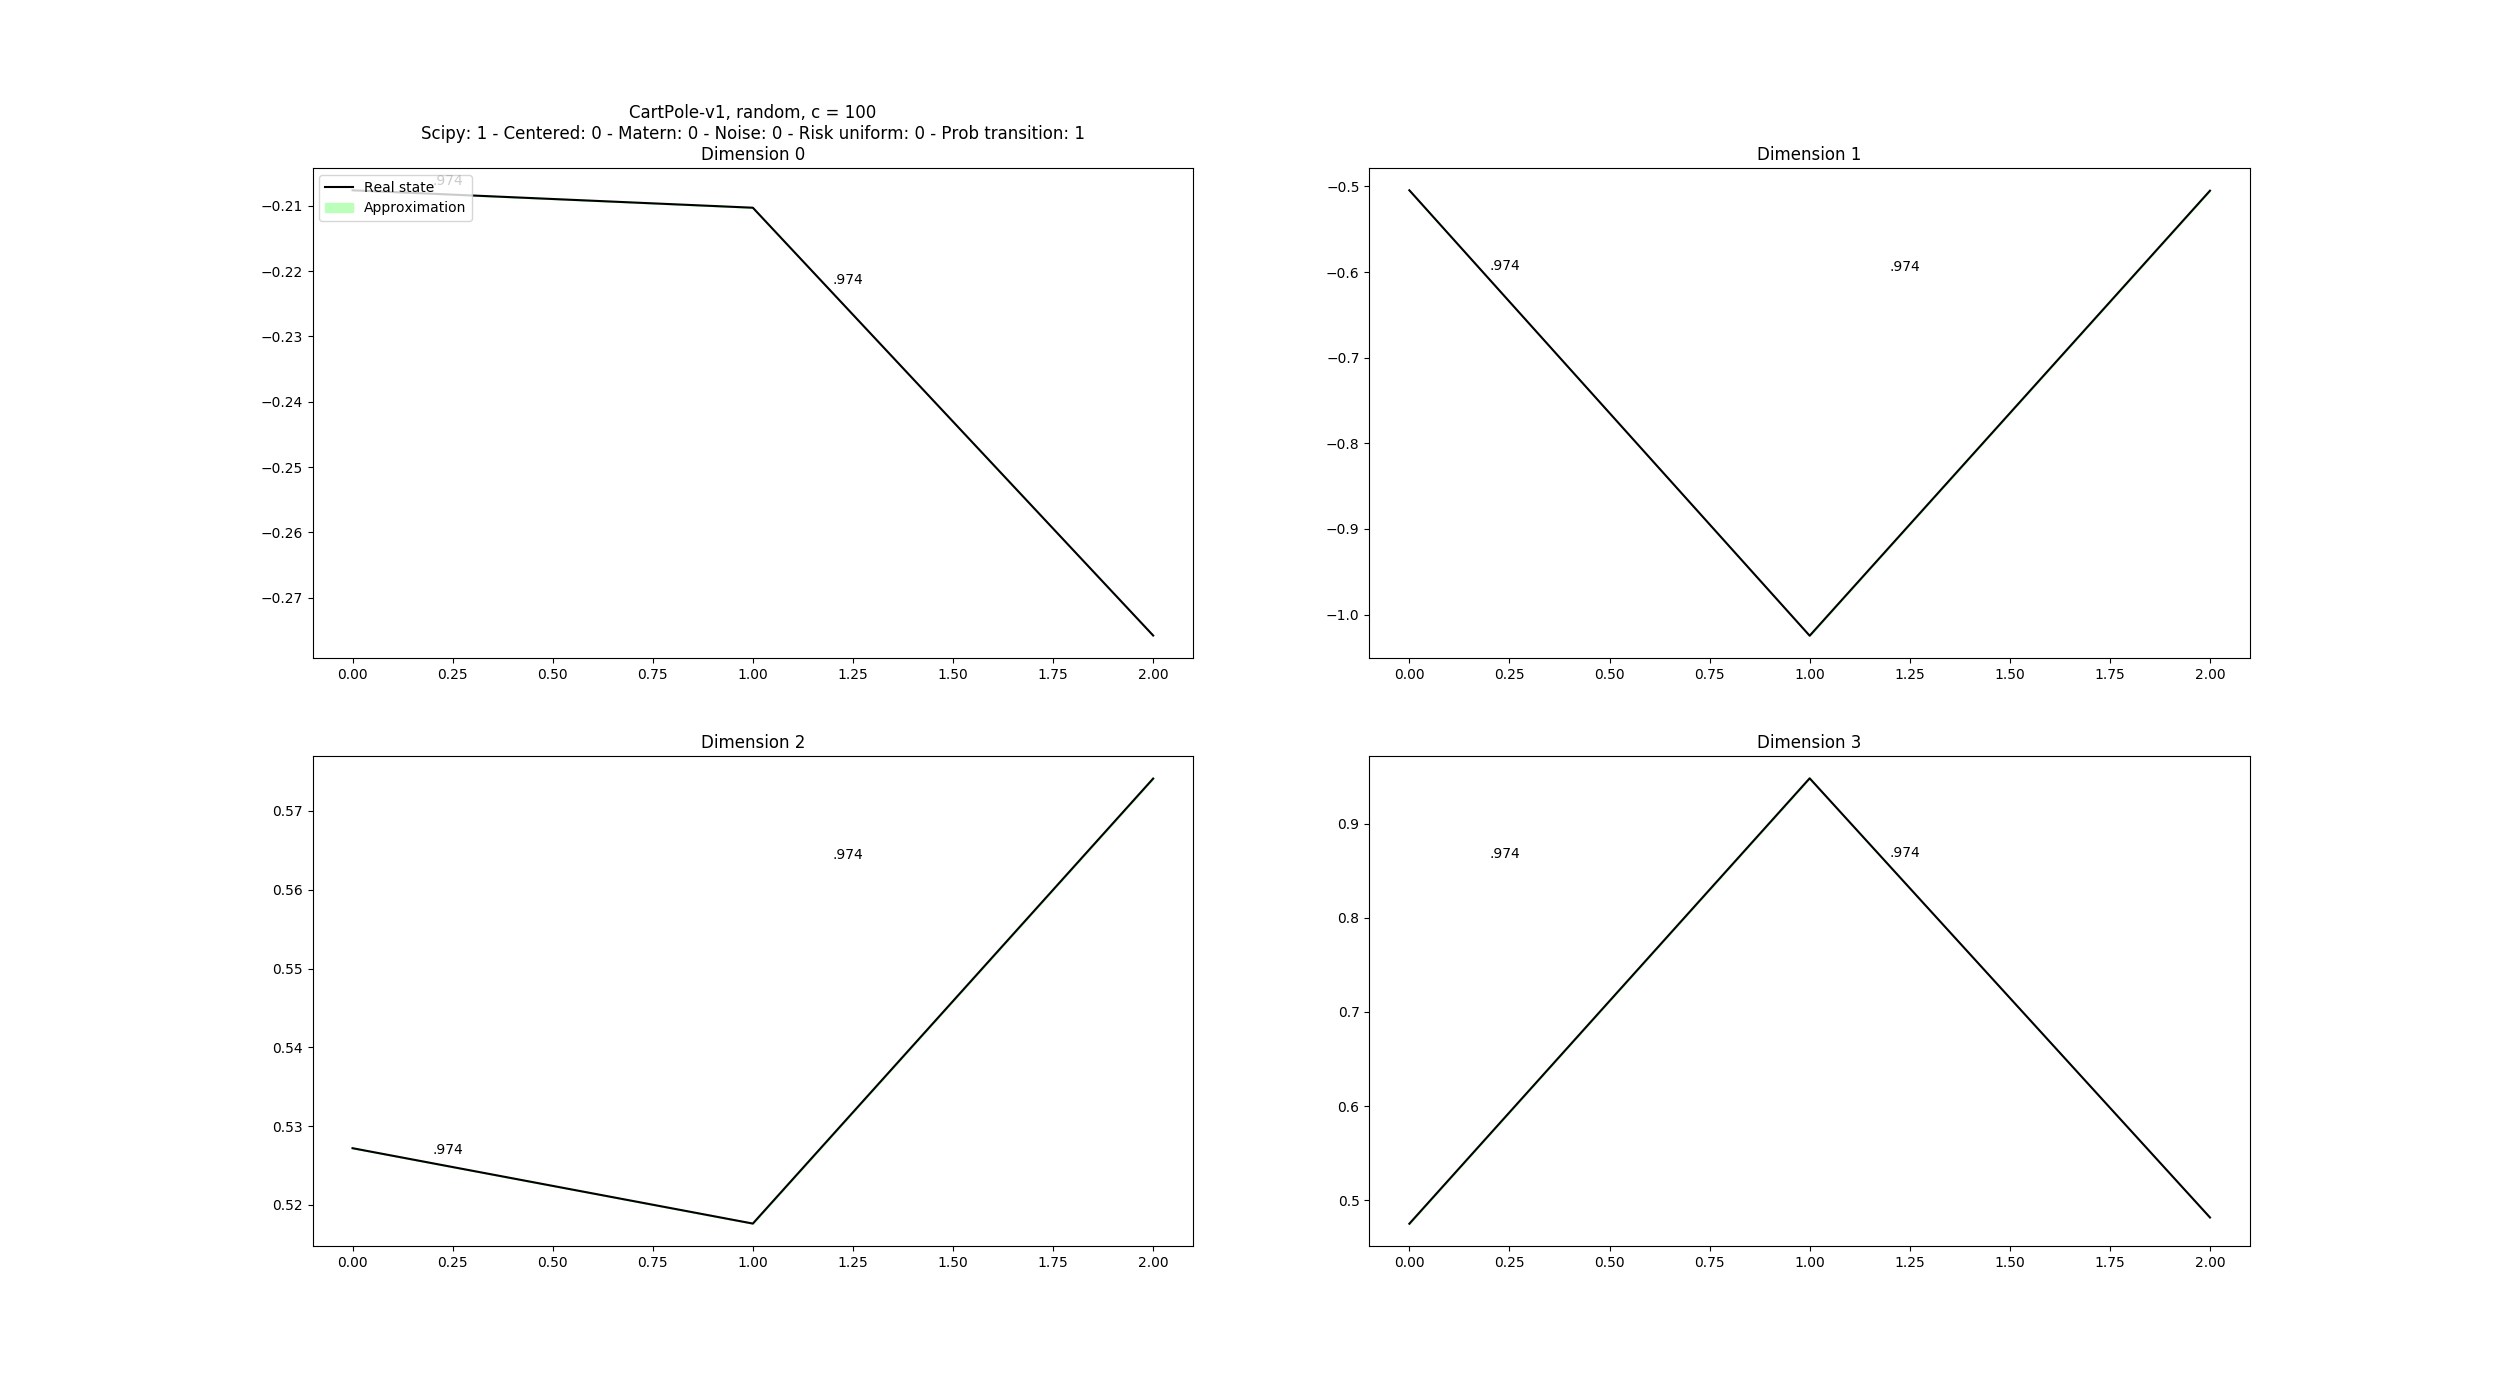 CartPole-v1, random, c = 100
Scipy: 1 - Centered: 0 - Matern: 0 - Noise: 0 - Risk uniform: 0 - Prob transition: 1
Dimension 0
.974
Real state
Approximation
.974
−0.21
−0.22
−0.23
−0.24
−0.25
−0.26
−0.27
0.00 0.25 0.50 0.75 1.00 1.25 1.50 1.75 2.00
Dimension 1
−0.5
−0.6
−0.7
−0.8
−0.9
−1.0
.974 .974
0.00 0.25 0.50 0.75 1.00 1.25 1.50 1.75 2.00
Dimension 2
0.57
0.56
0.55
0.54
0.53
0.52
.974
.974
0.00 0.25 0.50 0.75 1.00 1.25 1.50 1.75 2.00
Dimension 3
0.9
0.8
0.7
0.6
0.5
.974 .974
0.00 0.25 0.50 0.75 1.00 1.25 1.50 1.75 2.00